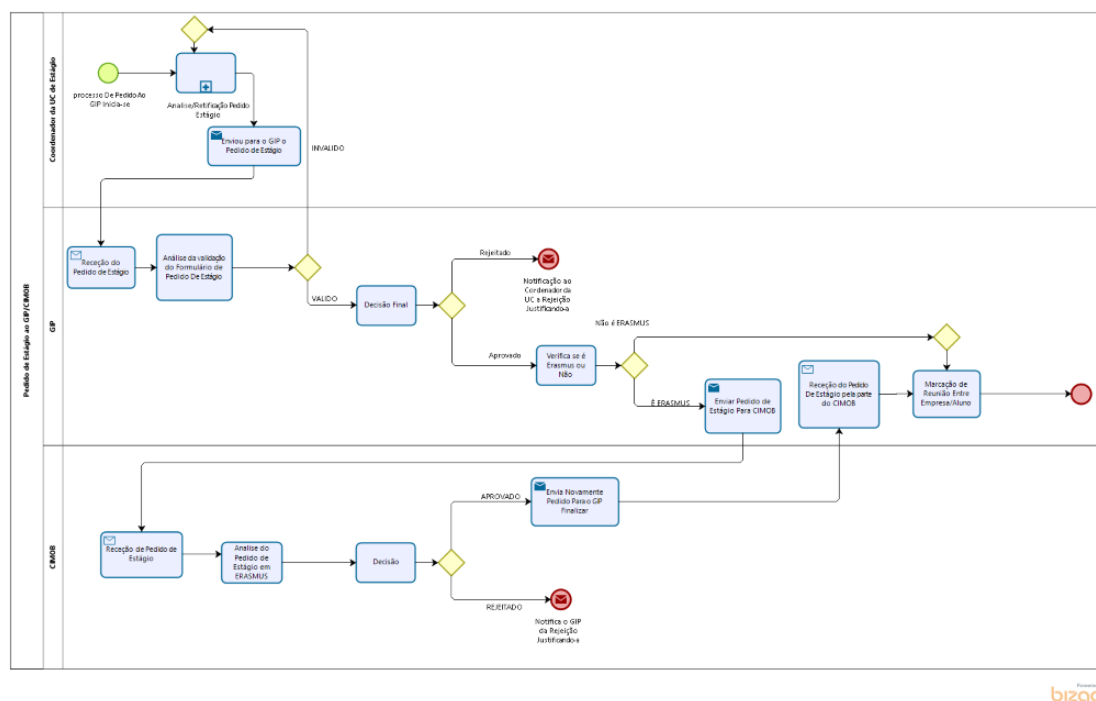 Pedido de Estágio ao GIP/CIMOB
Coordenador da UC de Estágio
processo De Pedido Ao
GIP Inicia-se
Analise/Retificação Pedido
Estágio
Enviou para o GIP o
Pedido de Estágio
INVALIDO
GIP
Receção do
Pedido de Estágio
Análise da validação
do Formulário de
Pedido De Estágio
VALIDO
Decisão Final
Rejeitado
Notificação ao
Cordenador da
UC a Rejeição
Justificando-a
Aprovado
Verifica se é
Erasmus ou
Não
Não é ERASMUS
É ERASMUS
Enviar Pedido de
Estágio Para CIMOB
Receção do Pedido
De Estágio pela parte
do CIMOB
Marcação de
Reunião Entre
Empresa/Aluno
CIMOB
Receção de Pedido de
Estágio
Analise do
Pedido de
Estágio em
ERASMUS
Decisão
APROVADO
Envia Novamente
Pedido Para o GIP
Finalizar
REJEITADO
Notifica o GIP
da Rejeição
Justificando-a